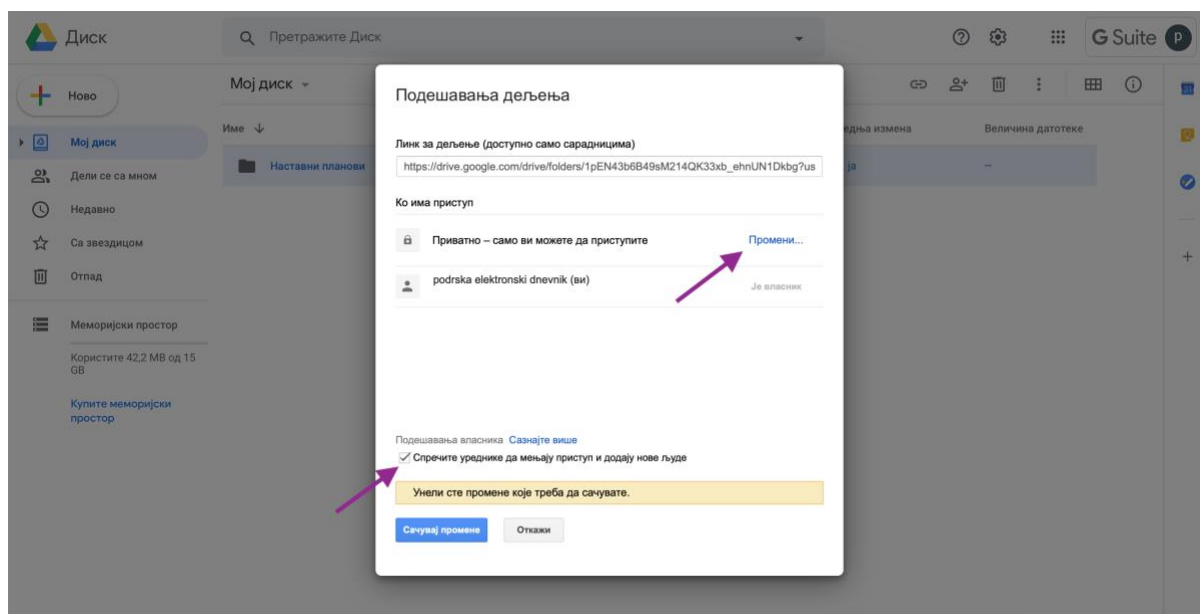 Диск
Претражите Диск
G Suite
p
Ново
Мој диск
Дели се са мном
Недавно
Са звездицом
Отпад
Меморијски простор
Користите 42,2 MB од 15
GB
Купите меморијски
простор
Мој диск
Име
едња измена
Величина датотеке
Наставни планови
ја
–
Подешавања дељења
Линк за дељење (доступно само сарадницима)
https://drive.google.com/drive/folders/1pEN43b6B49sM214QK33xb_ehnUN1Dkbg?us
Ко има приступ
Приватно – само ви можете да приступите
Промени...
podrska elektronski dnevnik (ви)
Је власник
Подешавања власника Сазнајте више
Спречите уреднике да мењају приступ и додају нове људе
Унели сте промене које треба да сачувате.
Сачувај промене
Откажи